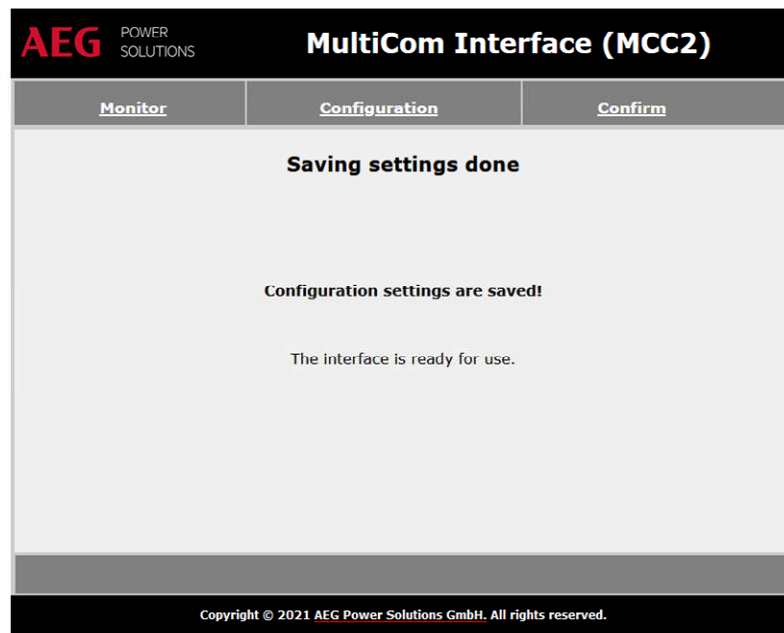 AEG POWER SOLUTIONS
MultiCom Interface (MCC2)
Monitor Configuration Confirm
Saving settings done
Configuration settings are saved!
The interface is ready for use.
Copyright © 2021 AEG Power Solutions GmbH. All rights reserved.